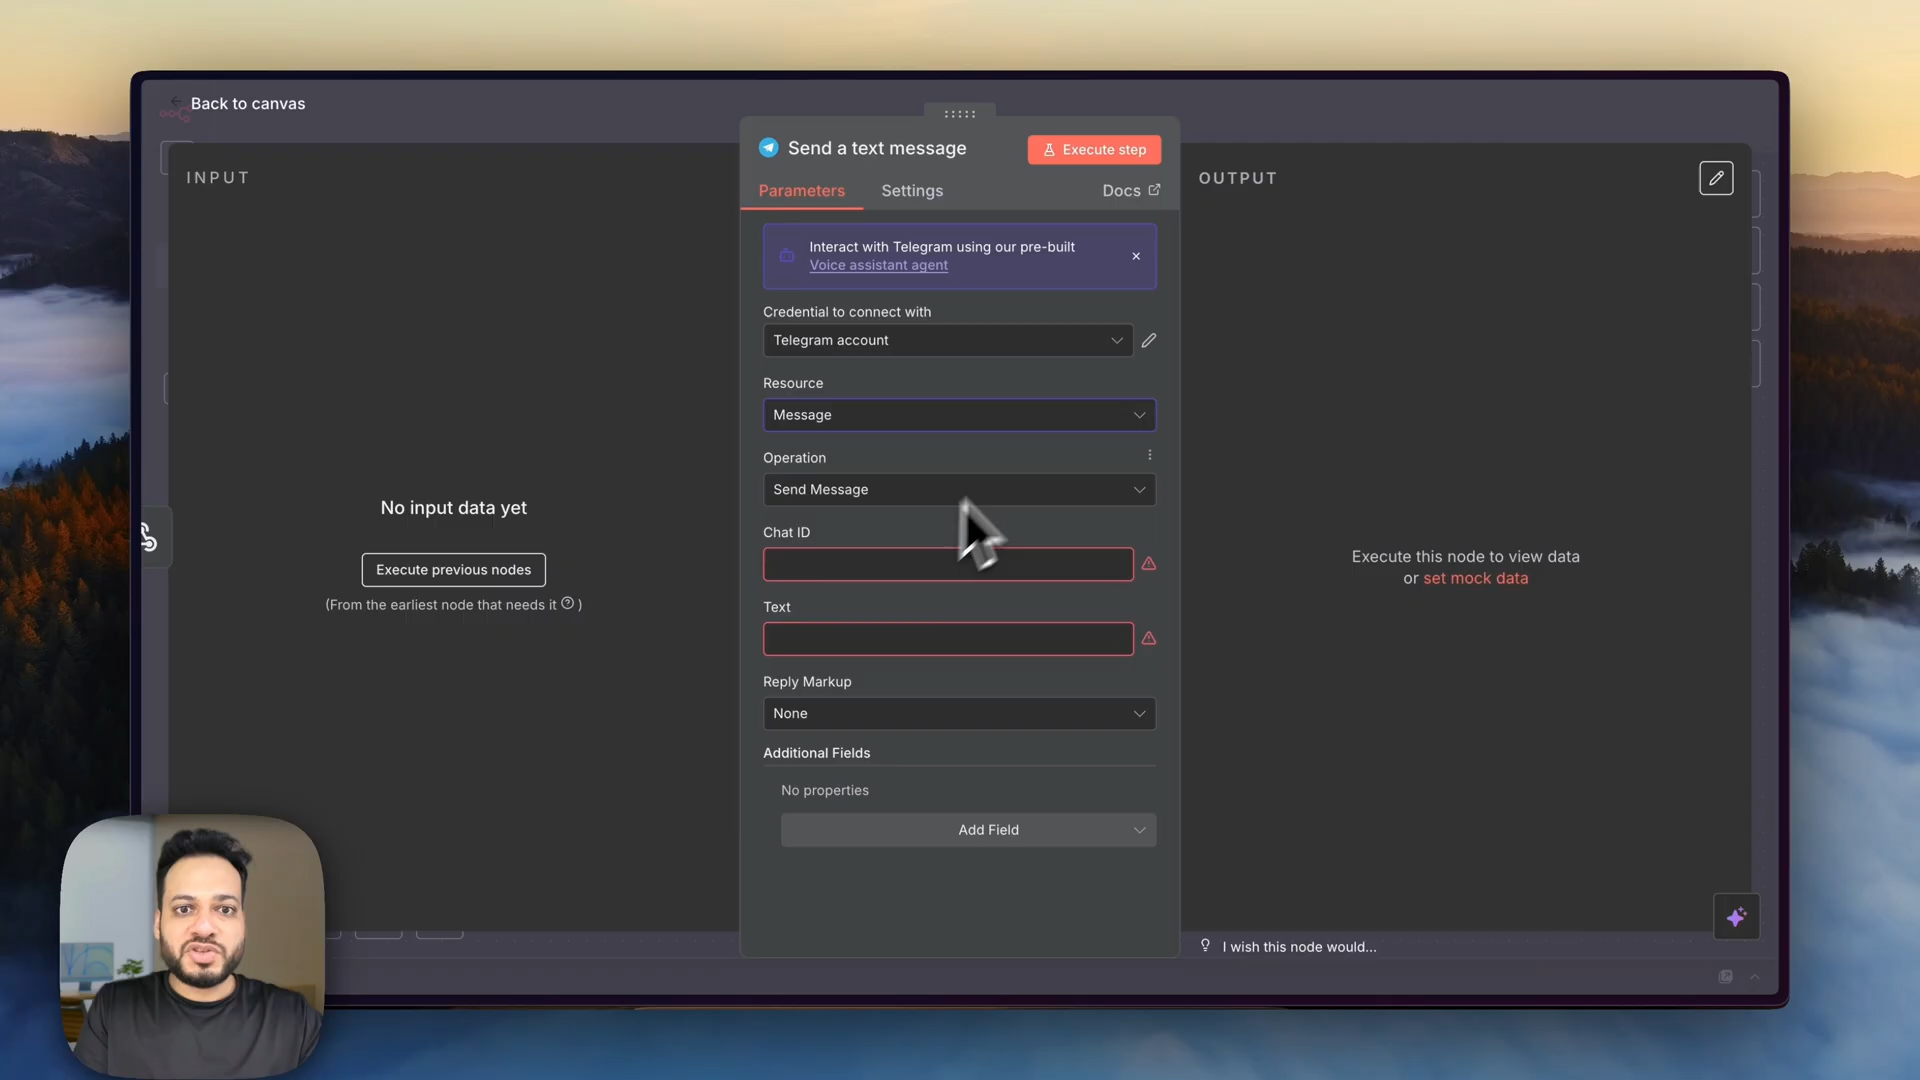 Back to canvas
INPUT
No input data yet
Execute previous nodes
(From the earliest node that needs it ? )
Send a text message
Execute step
Parameters
Settings
Docs
Interact with Telegram using our pre-built
Voice assistant agent
Credential to connect with
Telegram account
Resource
Message
Operation
Send Message
Chat ID
Text
Reply Markup
None
Additional Fields
No properties
Add Field
OUTPUT
Execute this node to view data
or set mock data
I wish this node would...